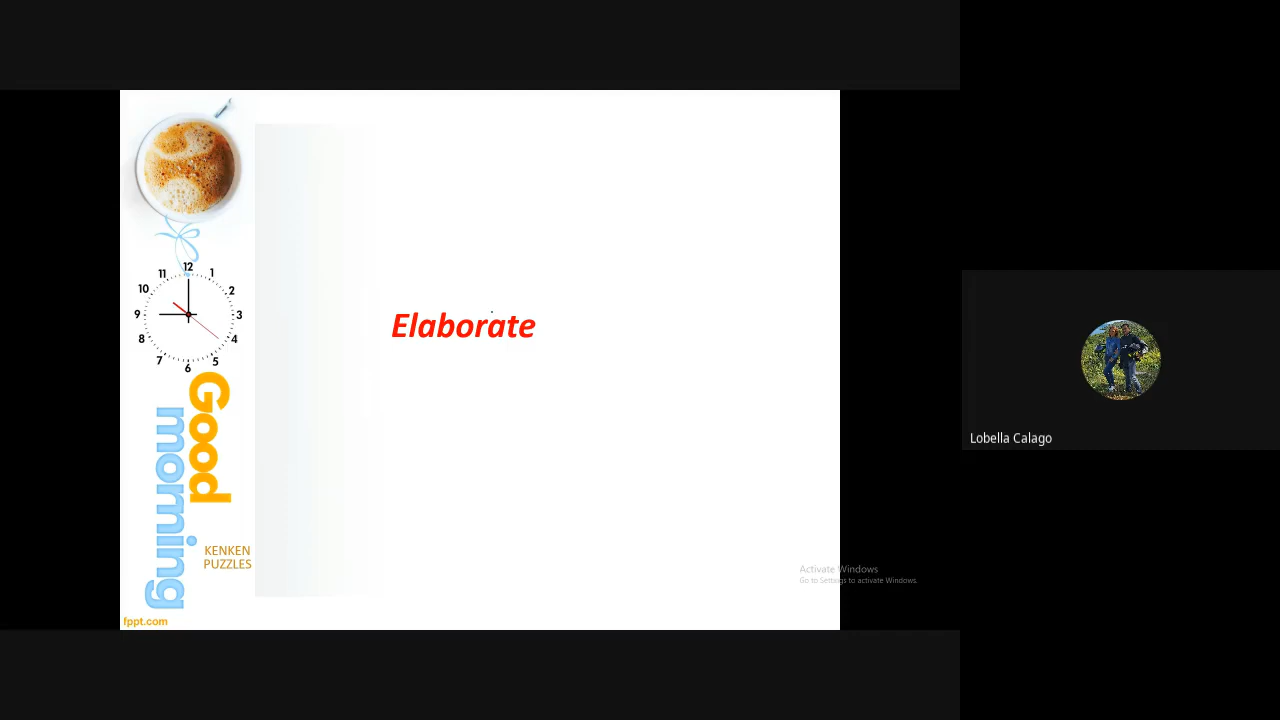 12
11
1
10
2
9
3
8
4
7
5
6
Elaborate
Good
morning
KENKEN
PUZZLES
fppt.com
Lobella Calago
Activate Windows
Go to Settings to activate Windows.